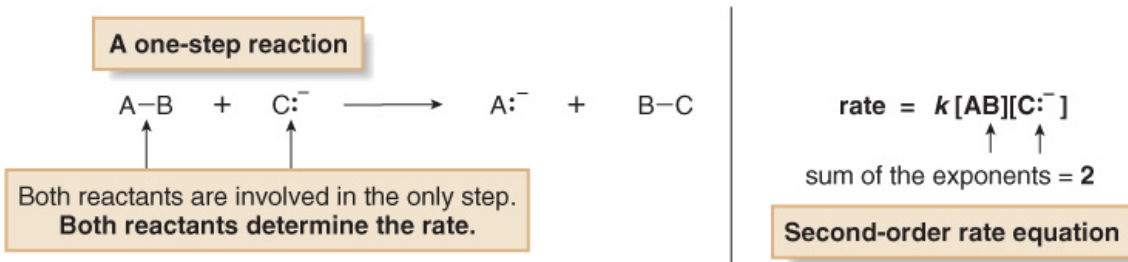 A one-step reaction
A–B + C:⁻ ⟶ A:⁻ + B–C
Both reactants are involved in the only step.
Both reactants determine the rate.
rate = k [AB][C:⁻]
sum of the exponents = 2
Second-order rate equation